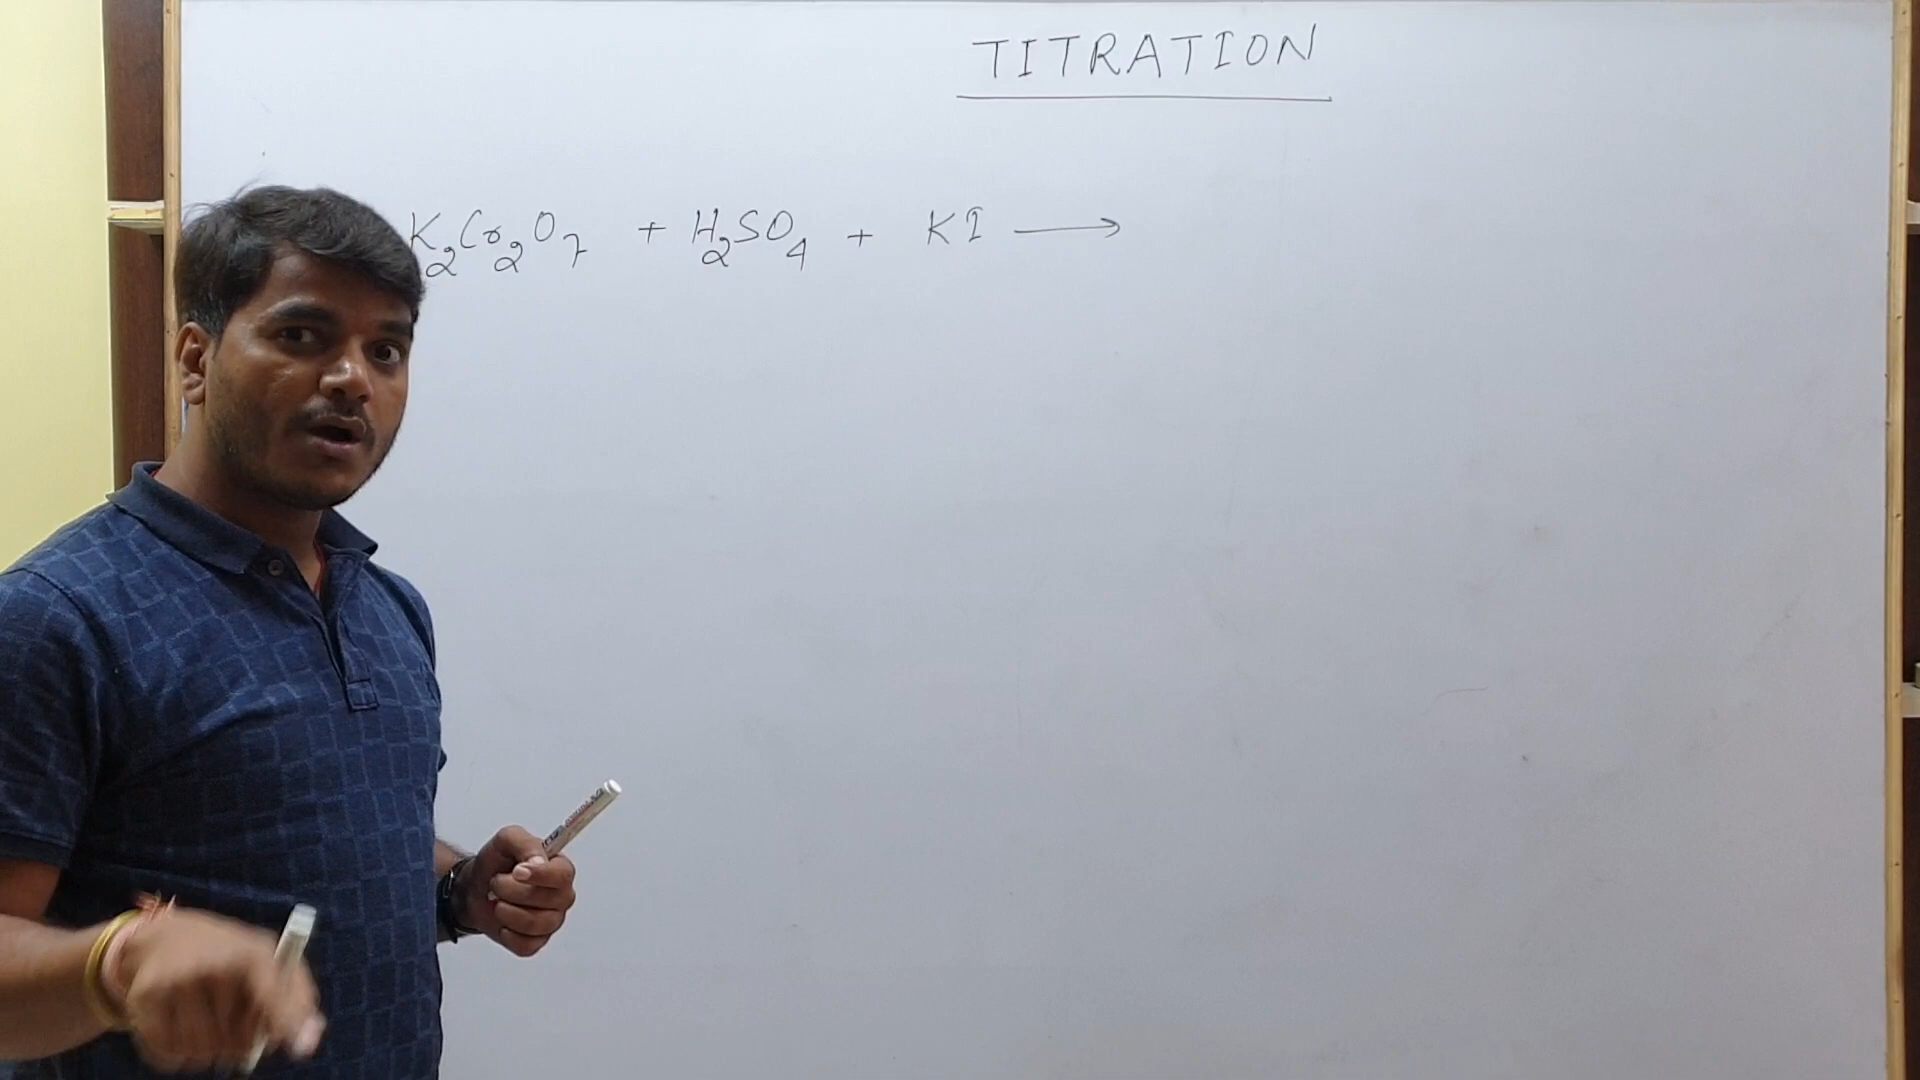 TITRATION
K₂Cr₂O₇ + H₂SO₄ + KI ⟶